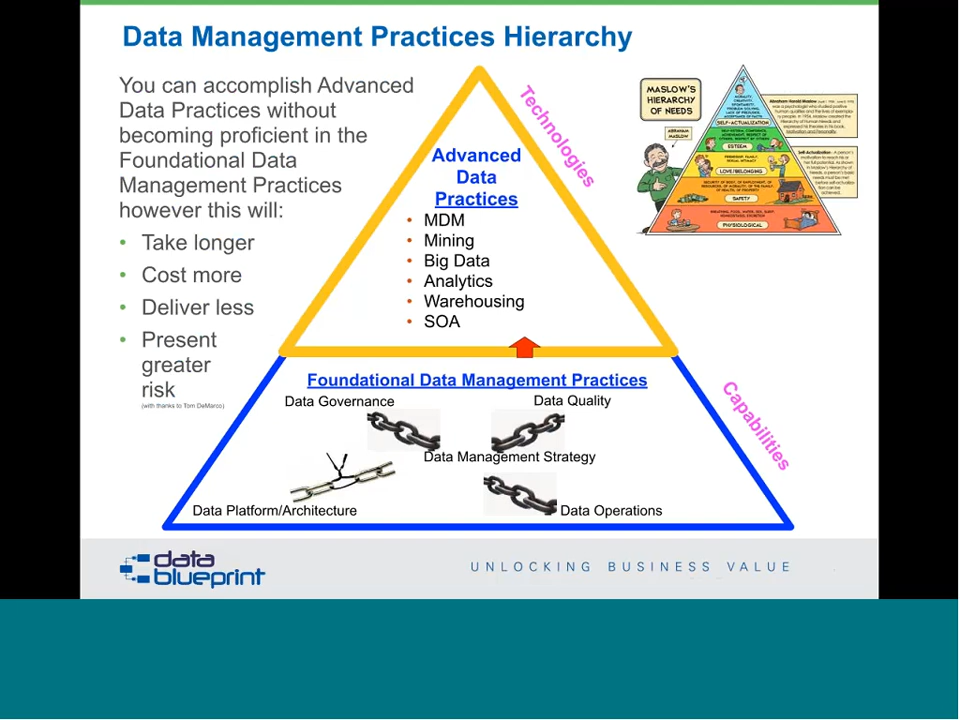 Data Management Practices Hierarchy
You can accomplish Advanced
Data Practices without
becoming proficient in the
Foundational Data
Management Practices
however this will:
• Take longer
• Cost more
• Deliver less
• Present
greater
risk
(with thanks to Tom DeMarco)
Technologies
Advanced
Data
Practices
• MDM
• Mining
• Big Data
• Analytics
• Warehousing
• SOA
MASLOW'S
HIERARCHY
OF NEEDS
ABRAHAM
MASLOW
SELF-ACTUALIZATION
ESTEEM
LOVE/BELONGING
SAFETY
PHYSIOLOGICAL
Foundational Data Management Practices
Data Governance
Data Quality
Data Management Strategy
Data Platform/Architecture
Data Operations
Capabilities
data
blueprint
UNLOCKING BUSINESS VALUE